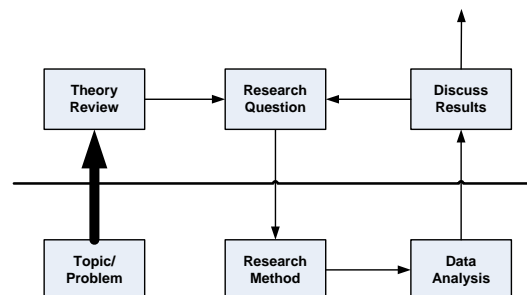 Theory
Review
Research
Question
Discuss
Results
Topic/
Problem
Research
Method
Data
Analysis